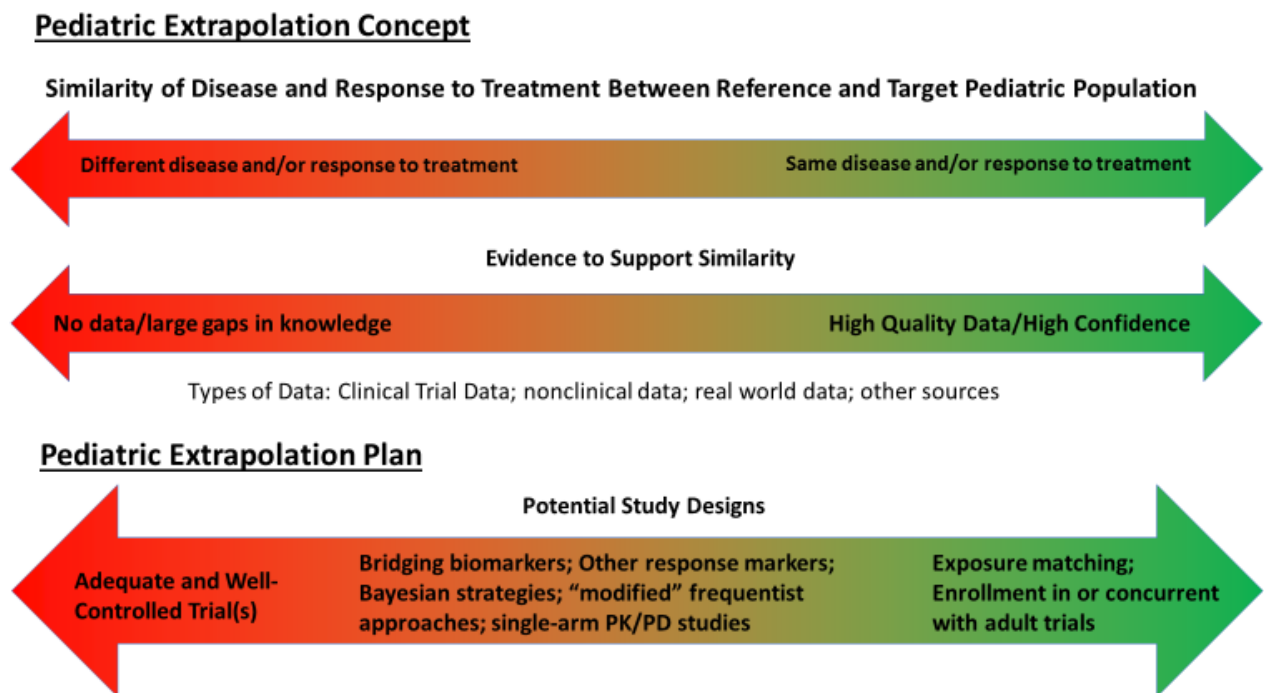 Pediatric Extrapolation Concept
Similarity of Disease and Response to Treatment Between Reference and Target Pediatric Population
Different disease and/or response to treatment
Same disease and/or response to treatment
Evidence to Support Similarity
No data/large gaps in knowledge
High Quality Data/High Confidence
Types of Data: Clinical Trial Data; nonclinical data; real world data; other sources
Pediatric Extrapolation Plan
Potential Study Designs
Adequate and Well-
Controlled Trial(s)
Bridging biomarkers; Other response markers;
Bayesian strategies; “modified” frequentist
approaches; single-arm PK/PD studies
Exposure matching;
Enrollment in or concurrent
with adult trials